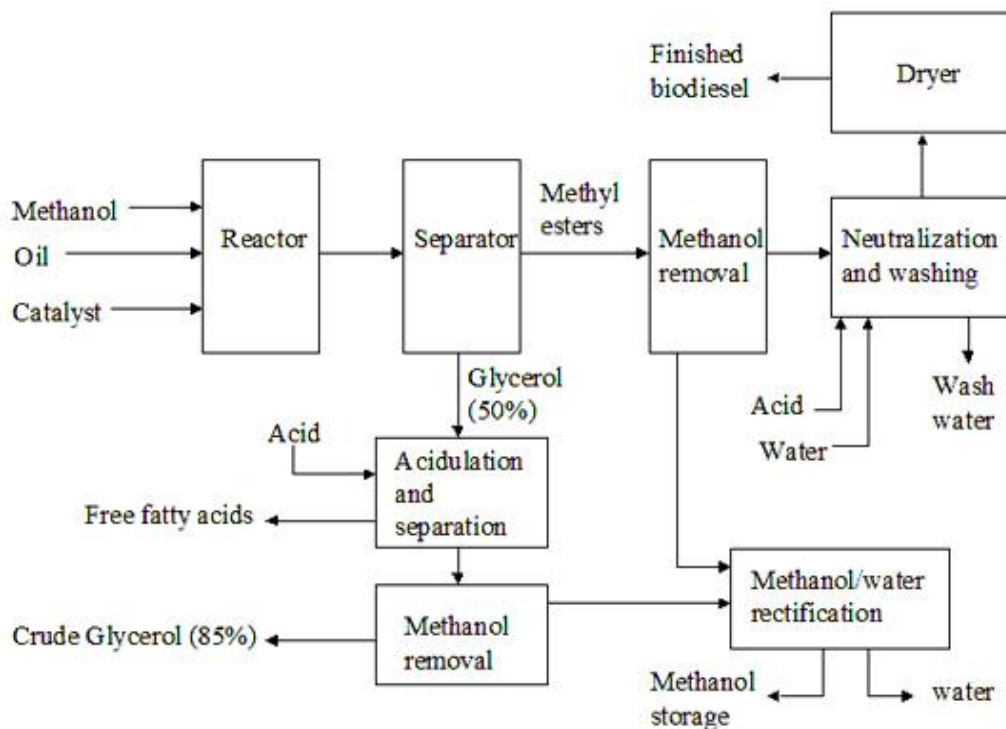 Finished
biodiesel
Dryer
Methanol
Oil
Catalyst
Reactor
Separator
Methyl
esters
Methanol
removal
Neutralization
and washing
Glycerol
(50%)
Acid
Water
Wash
water
Acid
Acidulation
and
separation
Free fatty acids
Methanol/water
rectification
Crude Glycerol (85%)
Methanol
removal
Methanol
storage
water